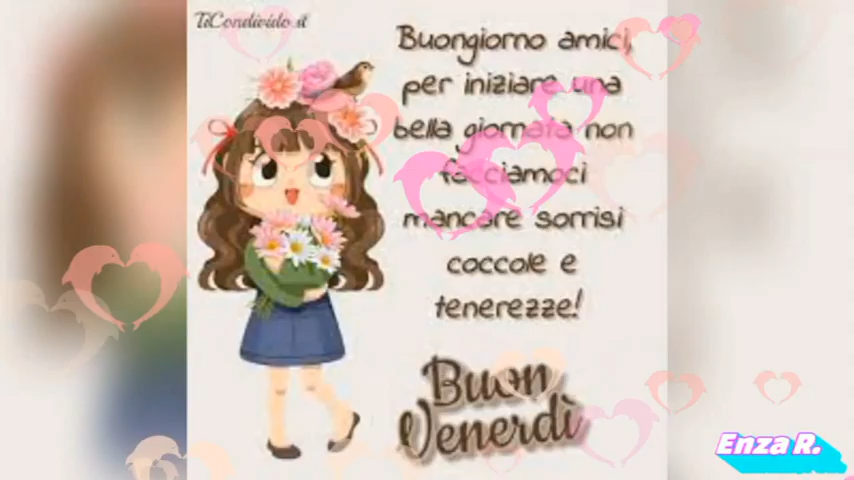 TiCondivido.it
Buongiorno amici,
per iniziare una
bella giornata non
facciamoci
mancare sorrisi
coccole e
tenerezze!
Buon
Venerdì
Enza R.